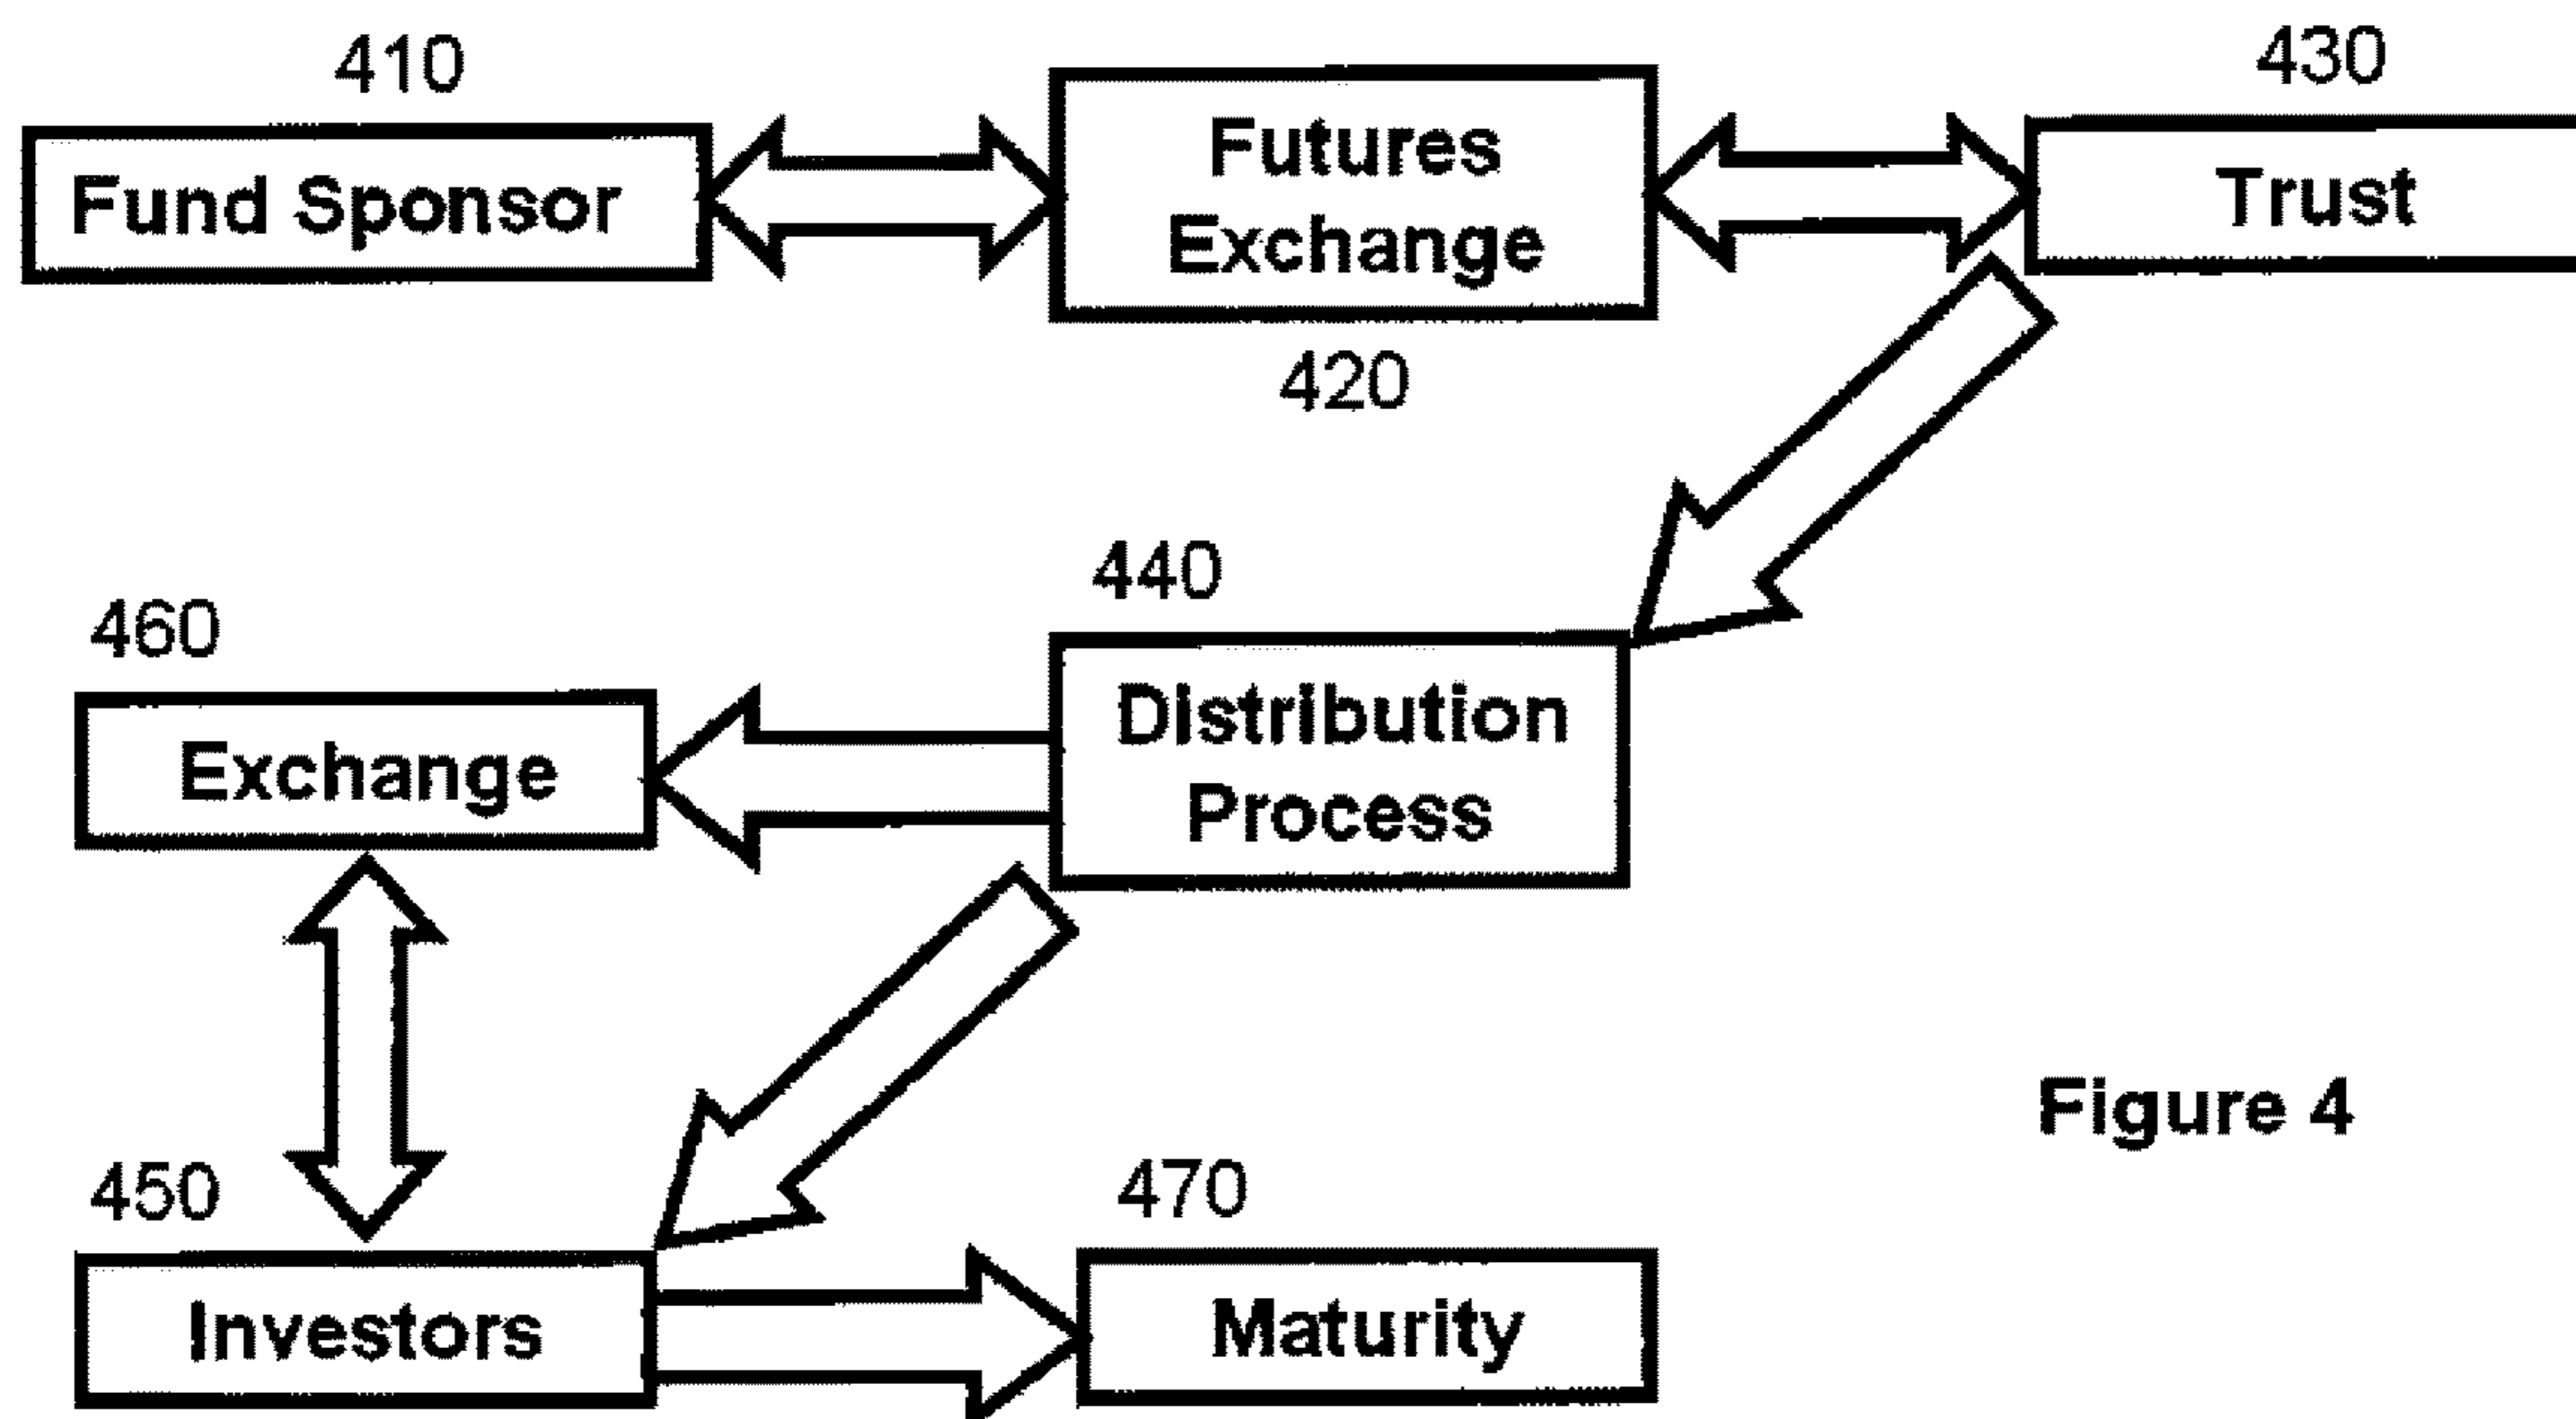 410
Fund Sponsor
Futures
Exchange
420
430
Trust
440
Distribution
Process
460
Exchange
450
Investors
470
Maturity
Figure 4